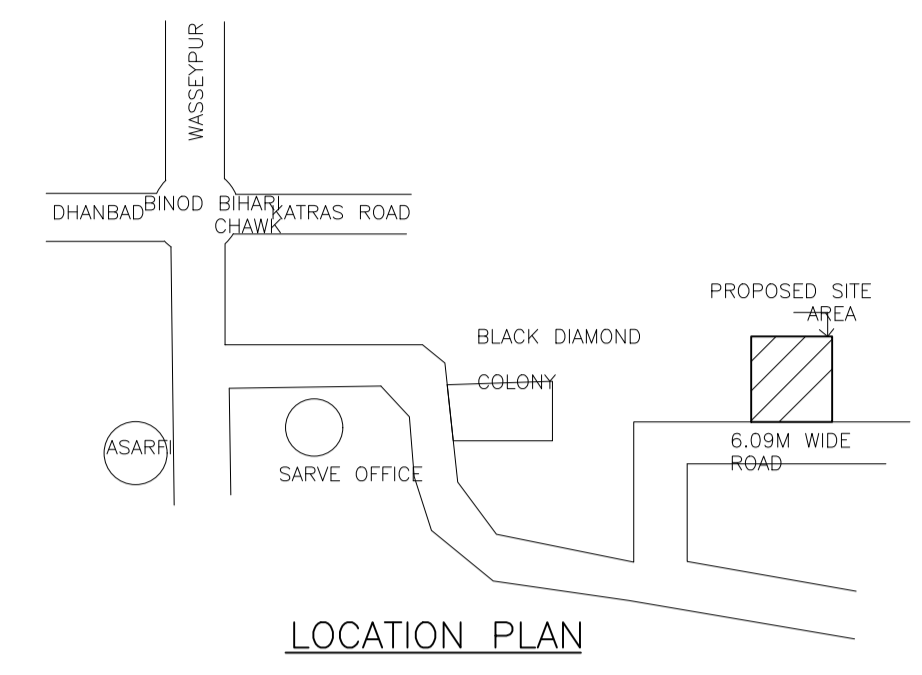 WASSEYPUR
DHANBAD
BINOD BIHARI
CHAWK
KATRAS ROAD
PROPOSED SITE
AREA
BLACK DIAMOND
COLONY
6.09M WIDE
ROAD
ASARFI
SARVE OFFICE
LOCATION PLAN